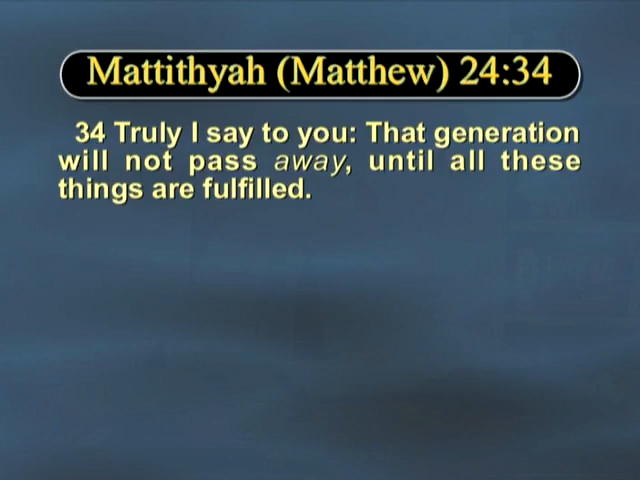 Mattithyah (Matthew) 24:34
34 Truly I say to you: That generation
will not pass away, until all these
things are fulfilled.